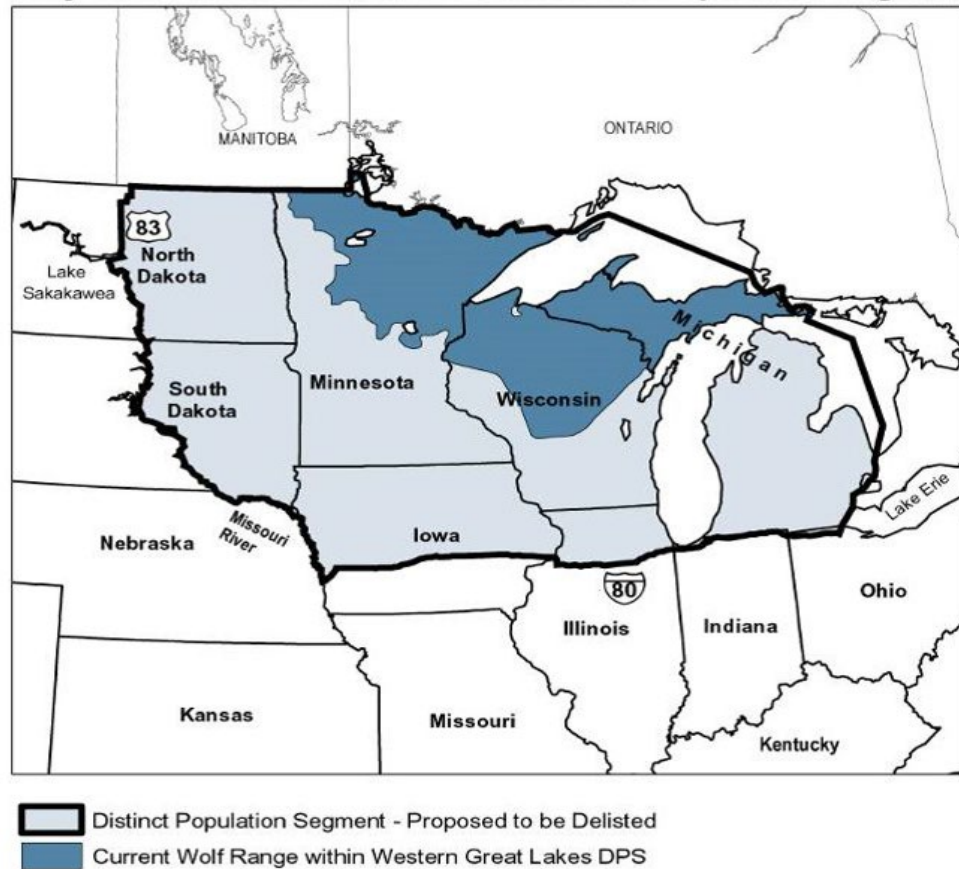 MANITOBA
ONTARIO
83
North
Dakota
Lake
Sakakawea
Michigan
South
Dakota
Minnesota
Wisconsin
Lake Erie
Nebraska
Missouri
River
Iowa
80
Ohio
Illinois
Indiana
Kansas
Missouri
Kentucky
Distinct Population Segment - Proposed to be Delisted
Current Wolf Range within Western Great Lakes DPS